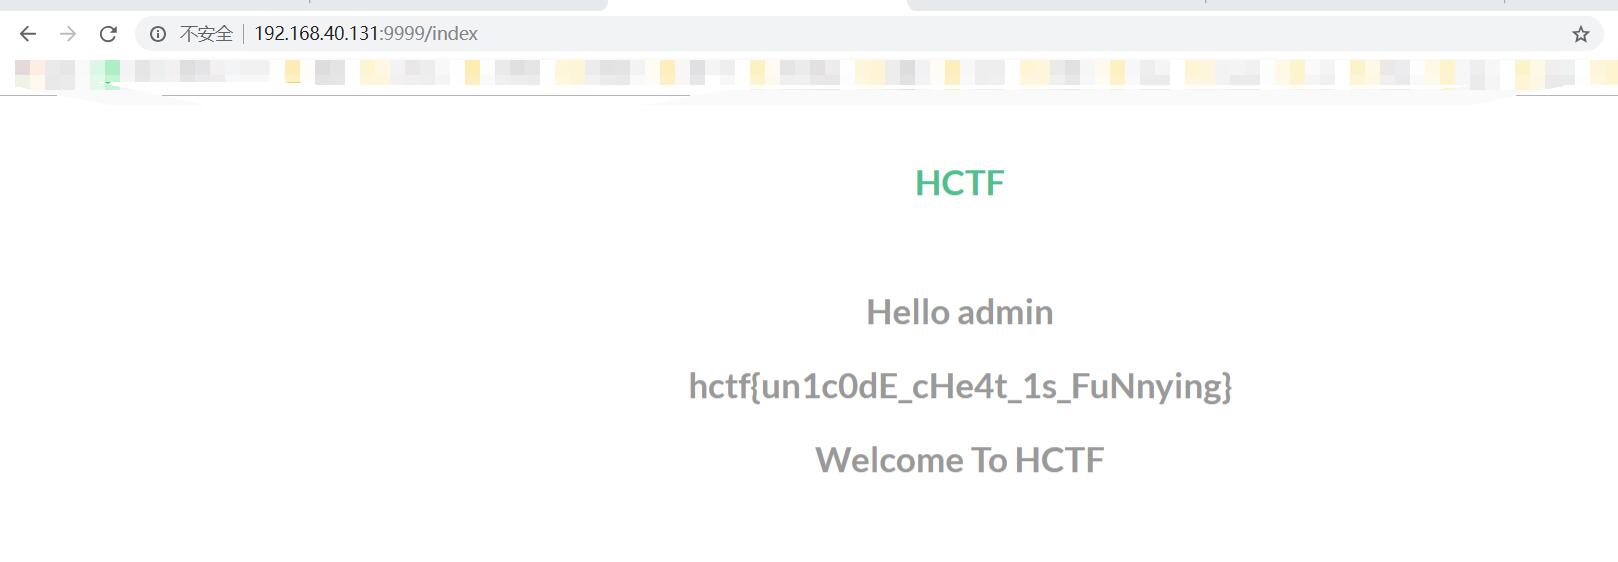 不安全 192.168.40.131:9999/index
HCTF
Hello admin
hctf{un1c0dE_cHe4t_1s_FuNnying}
Welcome To HCTF